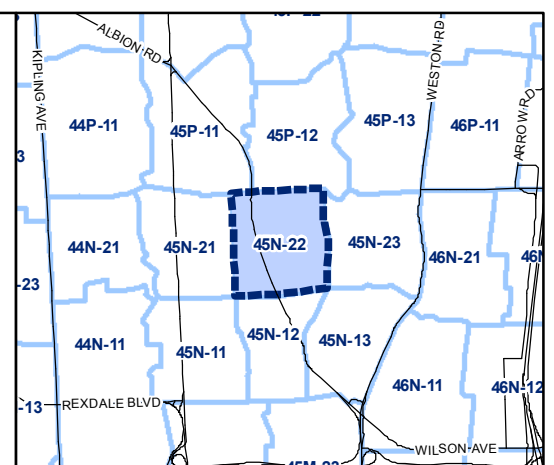 ALBION RD
KIPLING AVE
WESTON RD
ARROW RD
44P-11
45P-11
45P-12
45P-13
46P-11
3
44N-21
45N-21
45N-22
45N-23
46N-21
-23
44N-11
45N-11
45N-12
45N-13
46N-11
46N-12
-13
REXDALE BLVD
WILSON AVE